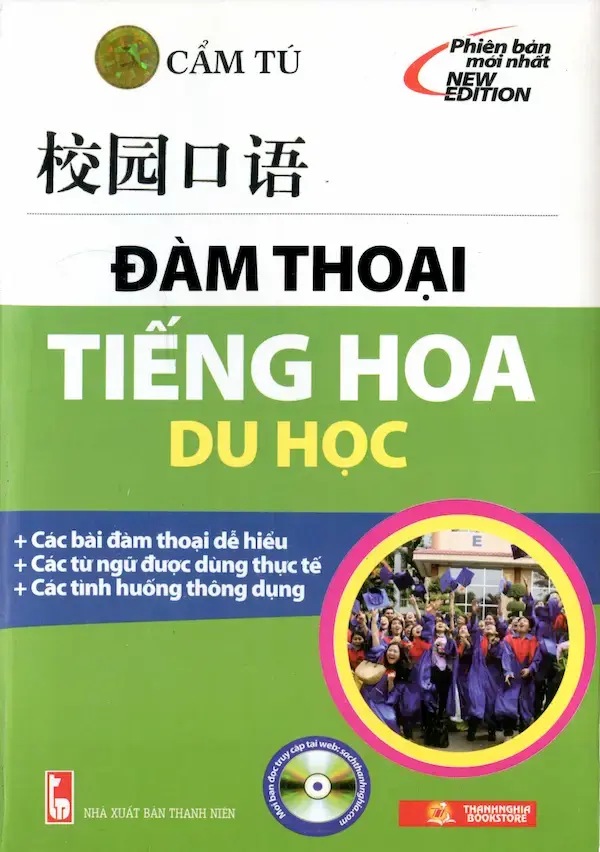 CẨM TÚ
Phiên bản
mới nhất
NEW
EDITION
校园口语
ĐÀM THOẠI
TIẾNG HOA
DU HỌC
+ Các bài đàm thoại dễ hiểu
+ Các từ ngữ được dùng thực tế
+ Các tình huống thông dụng
Mời bạn đọc truy cập tại web: sachthanhnghia.com
NHÀ XUẤT BẢN THANH NIÊN
THANHNGHIA
BOOKSTORE